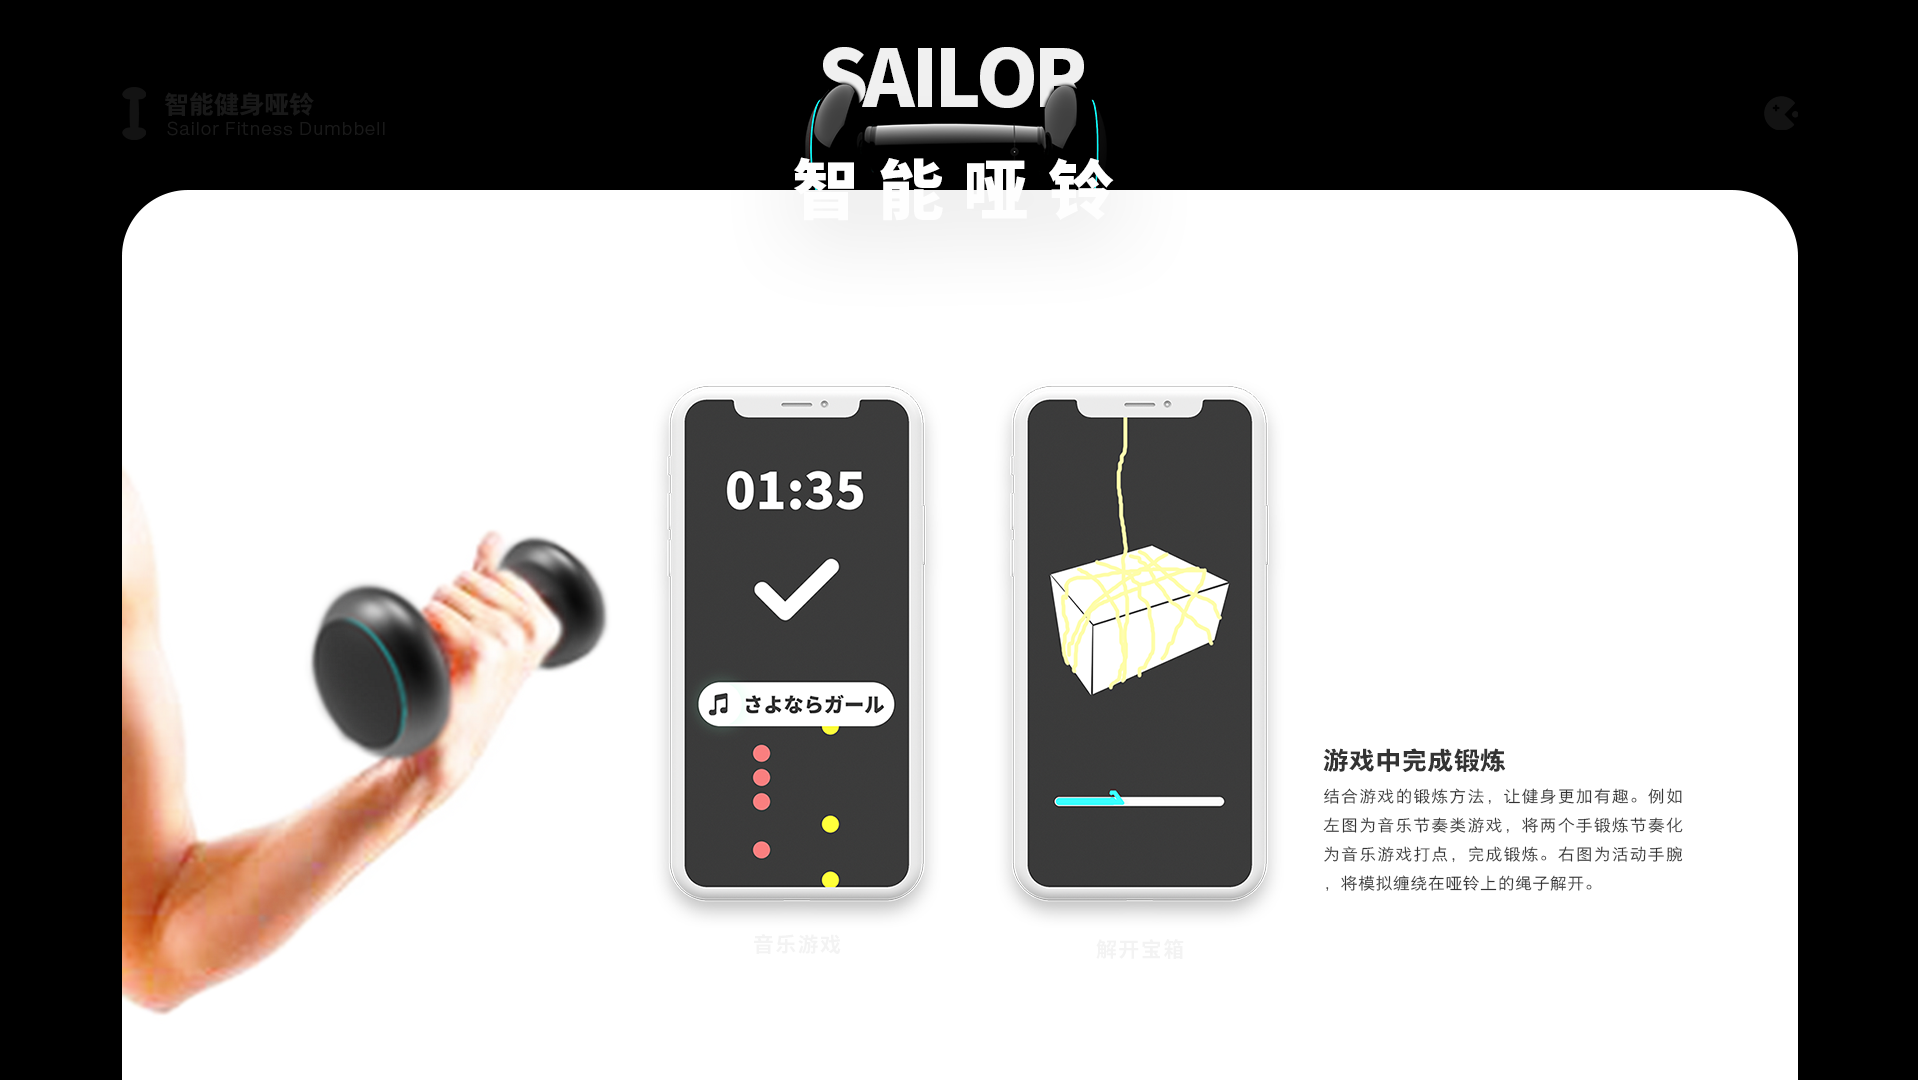 智能健身哑铃
Sailor Fitness Dumbbell
SAILOR
智能哑铃
01:35
さよならガール
音乐游戏
解开宝箱
游戏中完成锻炼
结合游戏的锻炼方法，让健身更加有趣。例如
左图为音乐节奏类游戏，将两个手锻炼节奏化
为音乐游戏打点，完成锻炼。右图为活动手腕
，将模拟缠绕在哑铃上的绳子解开。